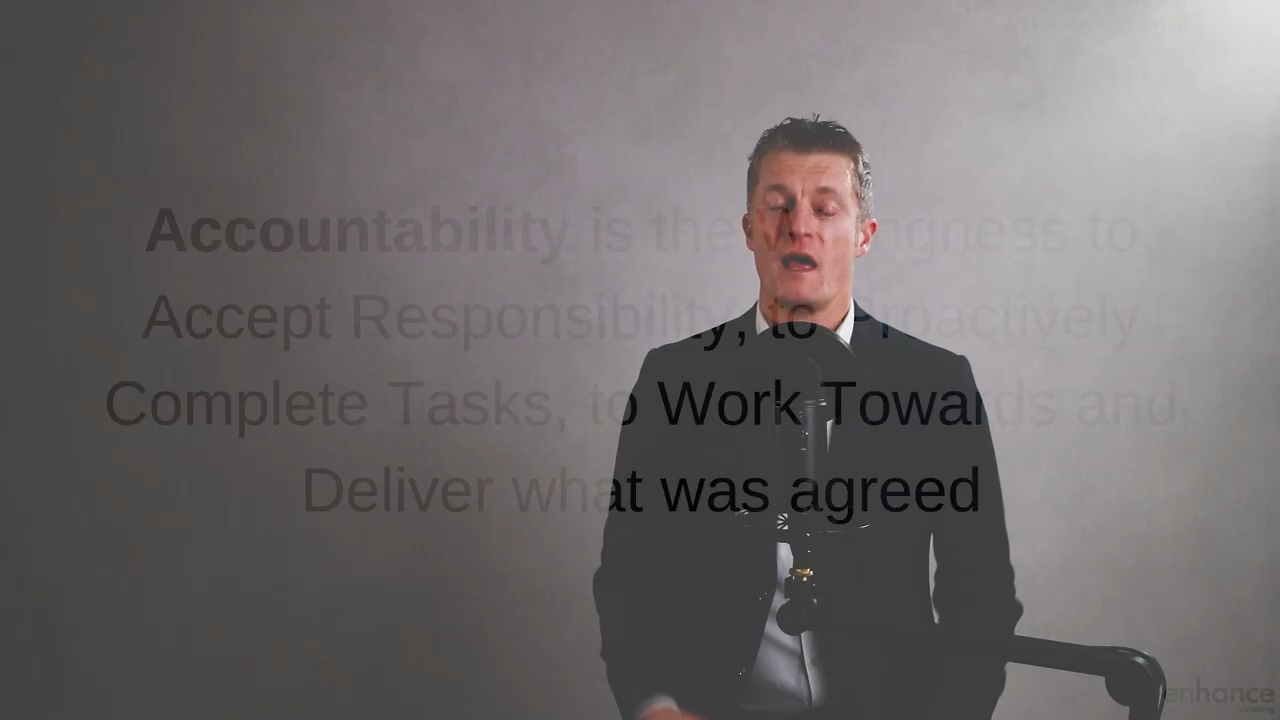 Accountability is the Willingness to
Accept Responsibility, to Proactively
Complete Tasks, to Work Towards and
Deliver what was agreed
enhance